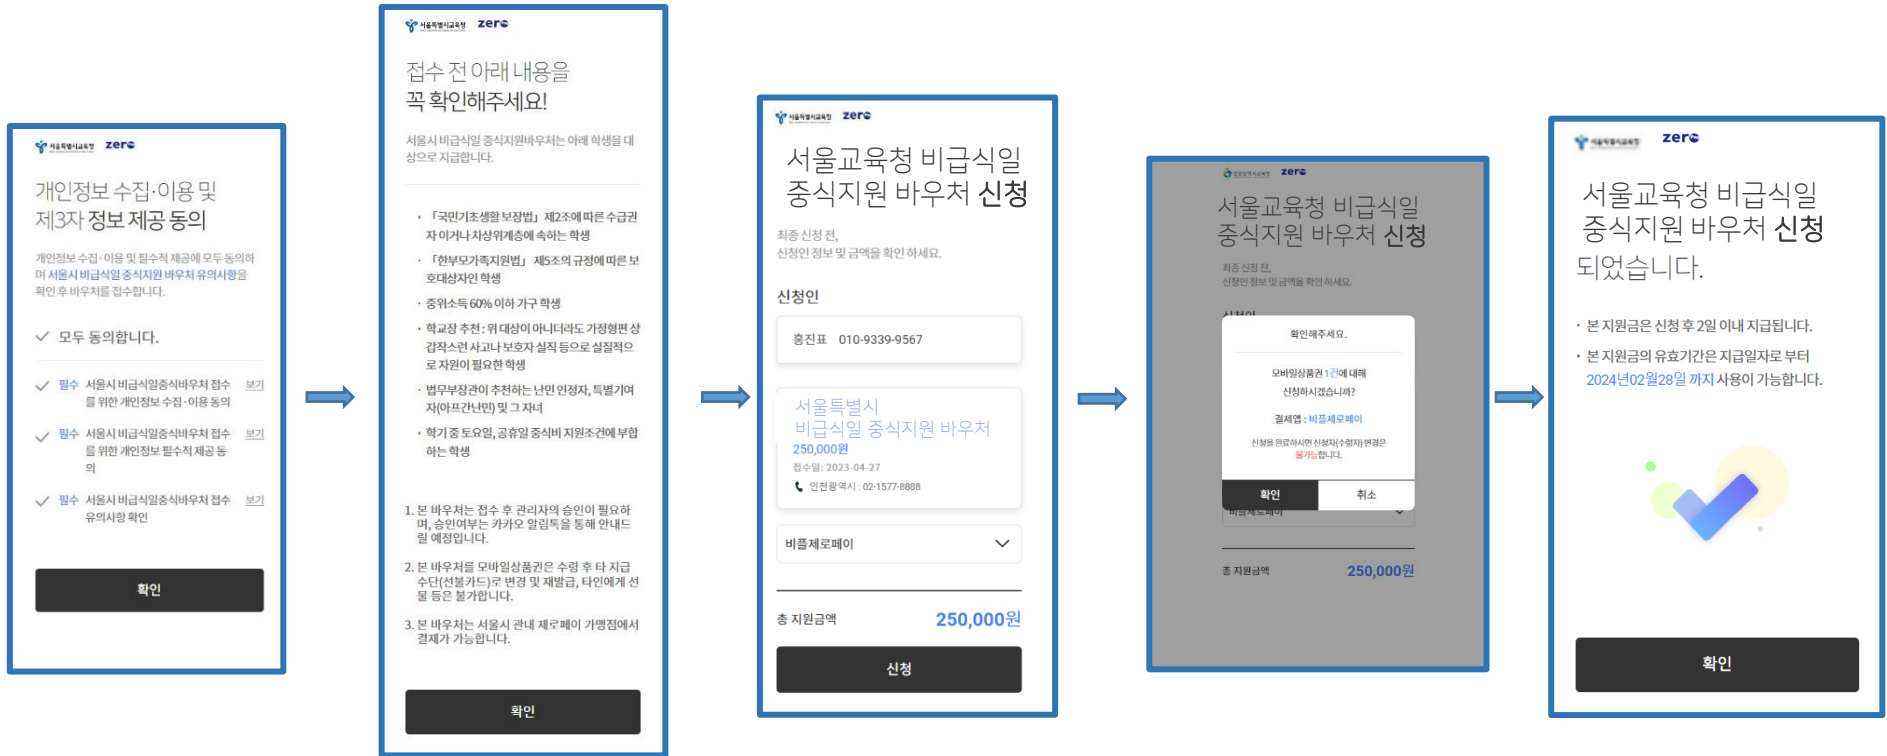 서울특별시교육청 zero
개인정보 수집·이용 및
제3자 정보 제공 동의
개인정보 수집·이용 및 필수적 제공에 모두 동의하
며 서울시 비급식일 중식지원 바우처 유의사항을
확인 후 바우처를 접수합니다.
모두 동의합니다.
필수 서울시 비급식일중식바우처 접수 보기
를 위한 개인정보 수집·이용 동의
필수 서울시 비급식일중식바우처 접수 보기
를 위한 개인정보 필수적 제공 동
의
필수 서울시 비급식일중식바우처 접수 보기
유의사항 확인
확인
서울특별시교육청 zero
접수 전 아래 내용을
꼭 확인해주세요!
서울시 비급식일 중식지원바우처는 아래 학생을 대
상으로 지급합니다.
· 「국민기초생활 보장법」 제2조에 따른 수급권
자 이거나 차상위계층에 속하는 학생
· 「한부모가족지원법」 제5조의 규정에 따른 보
호대상자인 학생
· 중위소득 60% 이하 가구 학생
· 학교장 추천 : 위 대상이 아니더라도 가정형편 상
갑작스런 사고나 보호자 실직 등으로 실질적으
로 자원이 필요한 학생
· 법무부장관이 추천하는 난민 인정자, 특별기여
자(아프간난민) 및 그 자녀
· 학기 중 토요일, 공휴일 중식비 지원조건에 부합
하는 학생
1. 본 바우처는 접수 후 관리자의 승인이 필요하
며, 승인여부는 카카오 알림톡을 통해 안내드
릴 예정입니다.
2. 본 바우처를 모바일상품권은 수령 후 타 지급
수단(선불카드)로 변경 및 재발급, 타인에게 선
물 등은 불가합니다.
3. 본 바우처는 서울시 관내 제로페이 가맹점에서
결제가 가능합니다.
확인
서울특별시교육청 zero
서울교육청 비급식일
중식지원 바우처 신청
최종 신청 전,
신청인 정보 및 금액을 확인 하세요.
신청인
홍진표 010-9339-9567
서울특별시
비급식일 중식지원 바우처
250,000원
접수일: 2023-04-27
인천광역시 : 02-1577-8888
비플제로페이
총 지원금액 250,000원
신청
인천광역시교육청 zero
서울교육청 비급식일
중식지원 바우처 신청
최종 신청 전,
신청인 정보 및 금액을 확인 하세요.
신청인
확인해주세요.
모바일상품권 1건에 대해
신청하시겠습니까?
결제앱 : 비플제로페이
신청을 완료하시면 신청자(수령자) 변경은
불가능합니다.
확인 취소
비플제로페이
총 지원금액 250,000원
서울특별시교육청 zero
서울교육청 비급식일
중식지원 바우처 신청
되었습니다.
· 본 지원금은 신청 후 2일 이내 지급됩니다.
· 본 지원금의 유효기간은 지급일자로 부터
2024년02월28일 까지 사용이 가능합니다.
확인